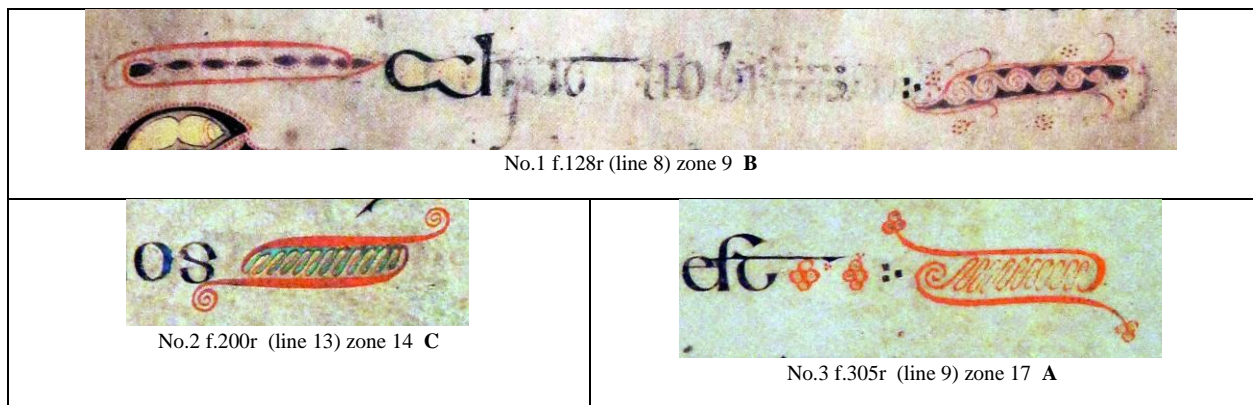 No.1 f.128r (line 8) zone 9 B
os
No.2 f.200r (line 13) zone 14 C
est
No.3 f.305r (line 9) zone 17 A